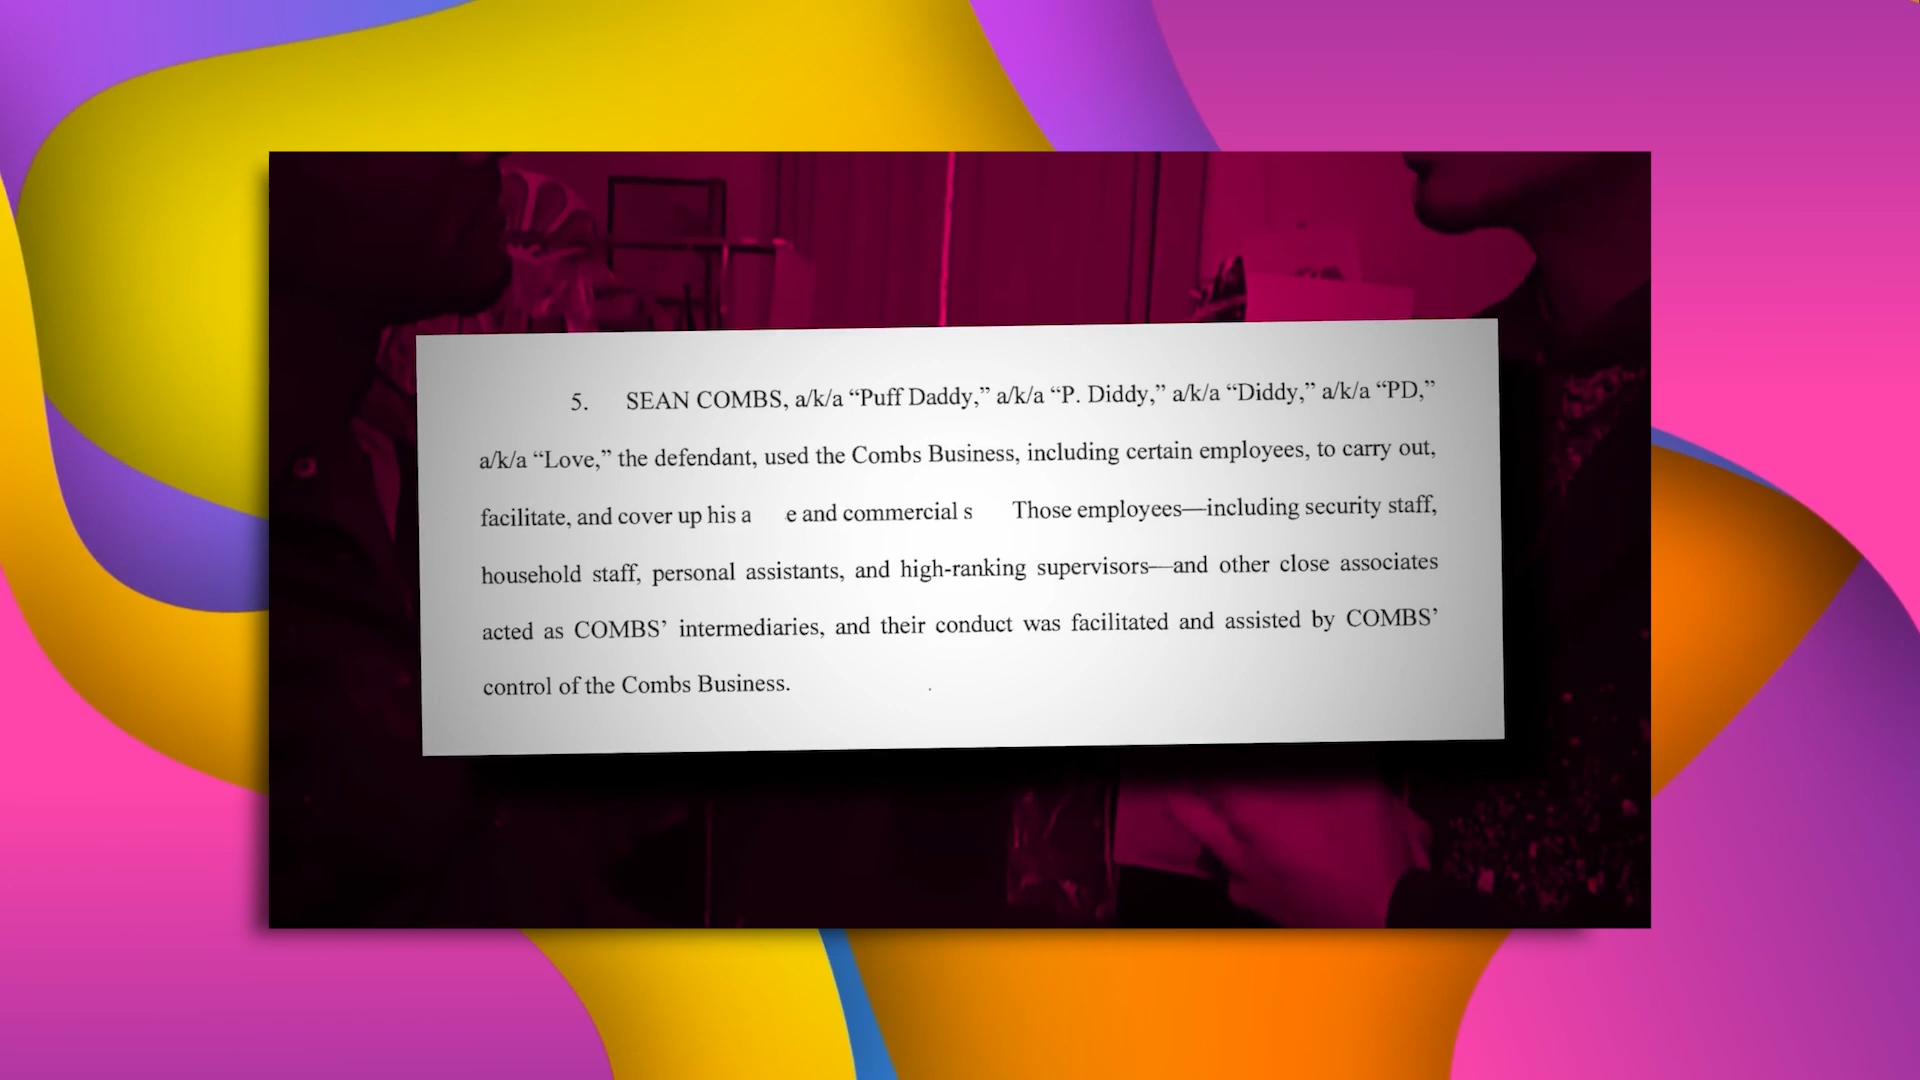 5. SEAN COMBS, a/k/a “Puff Daddy,” a/k/a “P. Diddy,” a/k/a “Diddy,” a/k/a “PD,”
a/k/a “Love,” the defendant, used the Combs Business, including certain employees, to carry out,
facilitate, and cover up his a e and commercial s Those employees—including security staff,
household staff, personal assistants, and high-ranking supervisors—and other close associates
acted as COMBS’ intermediaries, and their conduct was facilitated and assisted by COMBS’
control of the Combs Business.